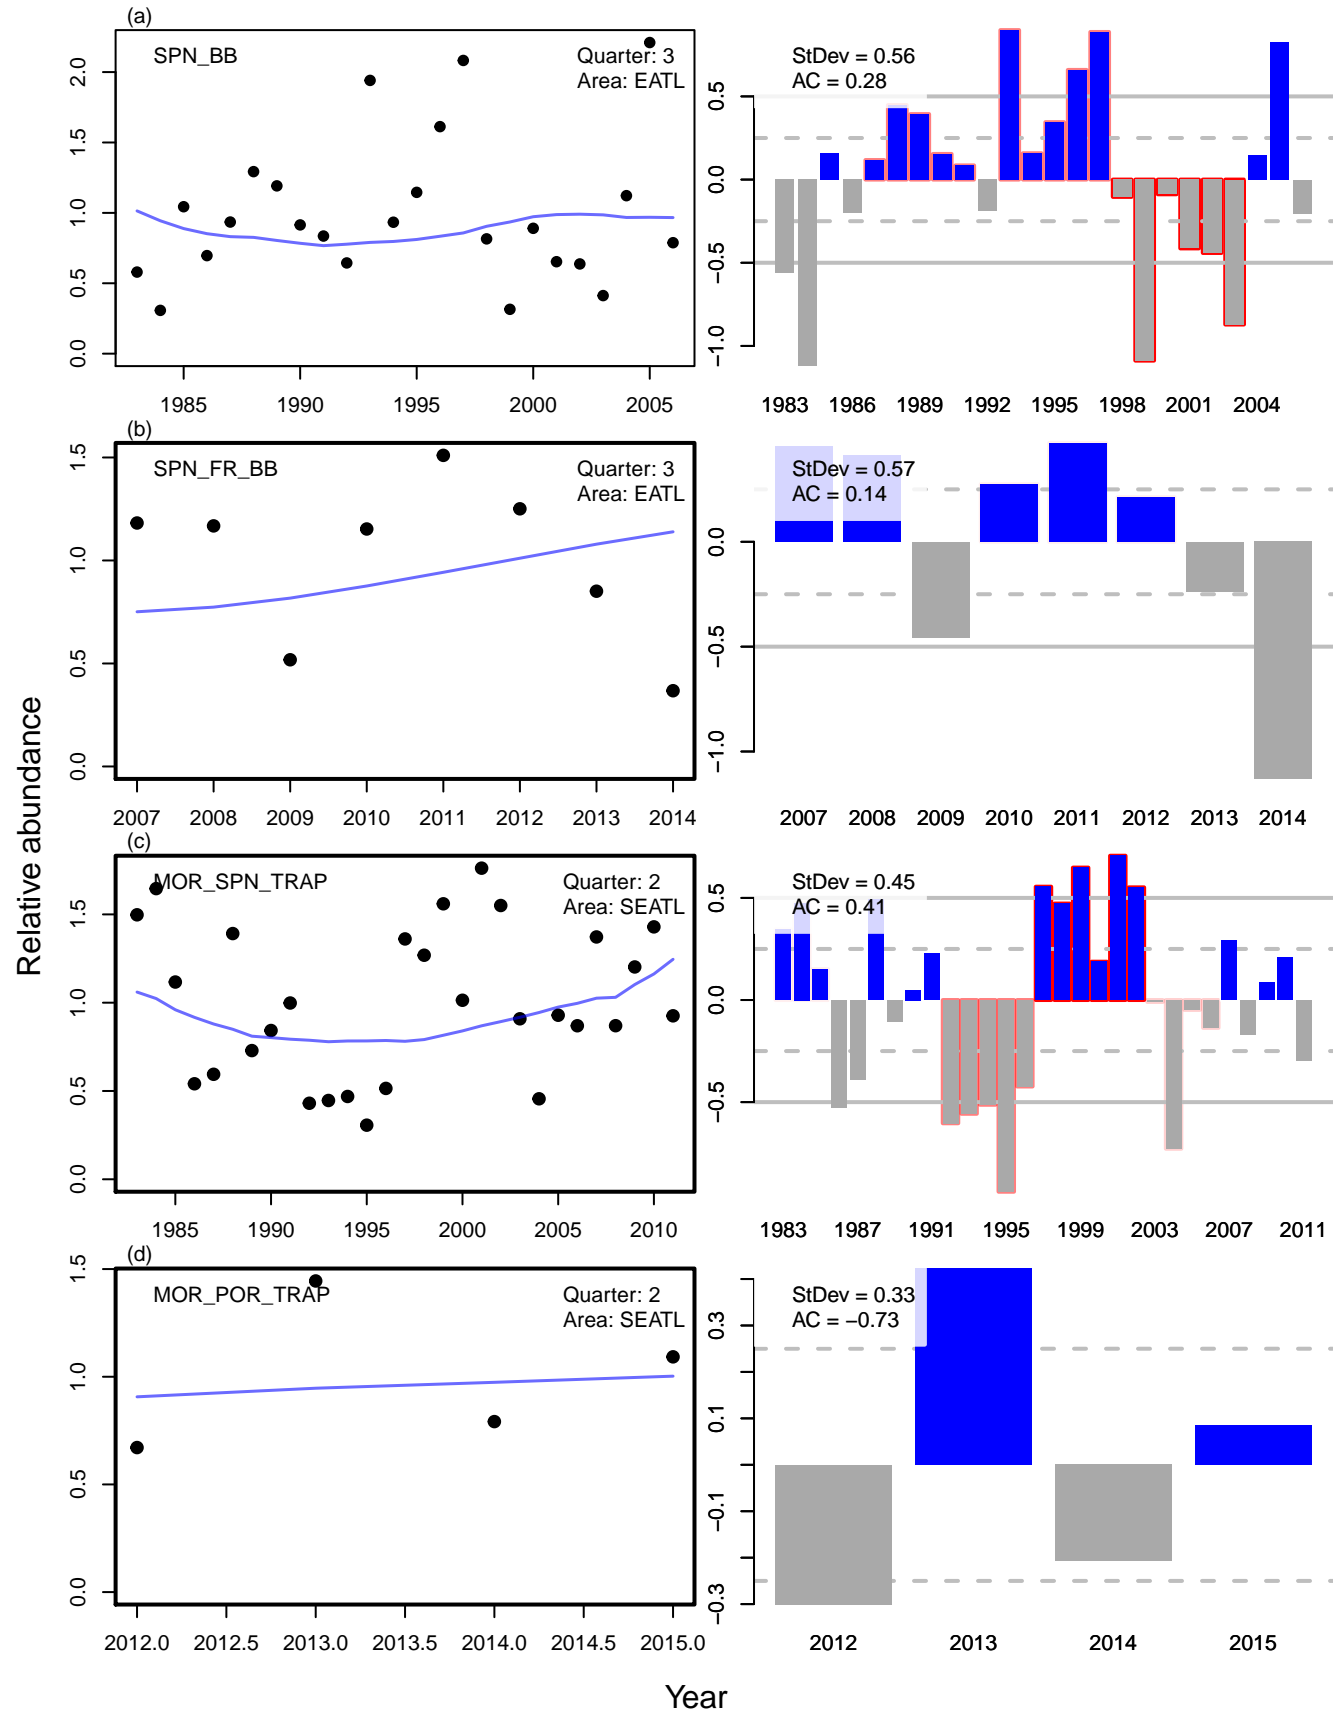 (a)
SPN_BB
Quarter: 3
Area: EATL
0.0 0.5 1.0 1.5 2.0
1985 1990 1995 2000 2005
StDev = 0.56
AC = 0.28
−1.0 −0.5 0.0 0.5
1983 1986 1989 1992 1995 1998 2001 2004
(b)
SPN_FR_BB
Quarter: 3
Area: EATL
0.0 0.5 1.0 1.5
2007 2008 2009 2010 2011 2012 2013 2014
StDev = 0.57
AC = 0.14
−1.0 −0.5 0.0
2007 2008 2009 2010 2011 2012 2013 2014
Relative abundance
(c)
MOR_SPN_TRAP
Quarter: 2
Area: SEATL
0.0 0.5 1.0 1.5
1985 1990 1995 2000 2005 2010
StDev = 0.45
AC = 0.41
−0.5 0.0 0.5
1983 1987 1991 1995 1999 2003 2007 2011
(d)
MOR_POR_TRAP
Quarter: 2
Area: SEATL
0.0 0.5 1.0 1.5
2012.0 2012.5 2013.0 2013.5 2014.0 2014.5 2015.0
StDev = 0.33
AC = −0.73
−0.3 −0.1 0.1 0.3
2012 2013 2014 2015
Year